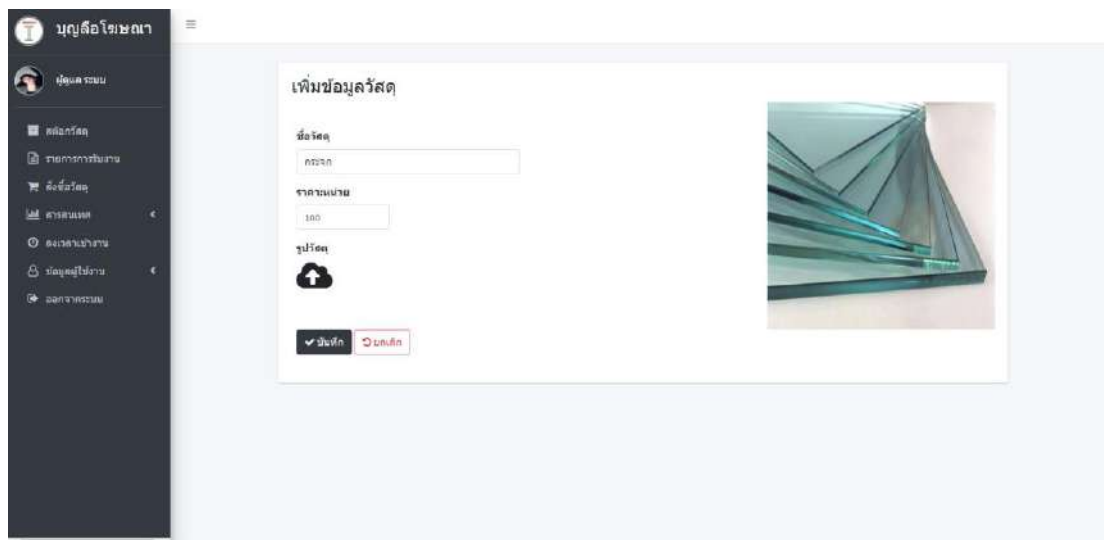 บุญลือโฆษณา
ผู้ดูแล ระบบ
สต๊อกวัสดุ
รายการการรับงาน
สั่งซื้อวัสดุ
สารสนเทศ
ลงเวลาเข้างาน
ข้อมูลผู้ใช้งาน
ออกจากระบบ
เพิ่มข้อมูลวัสดุ
ชื่อวัสดุ
กระจก
ราคา:หน่วย
100
รูปวัสดุ
บันทึก
ยกเลิก